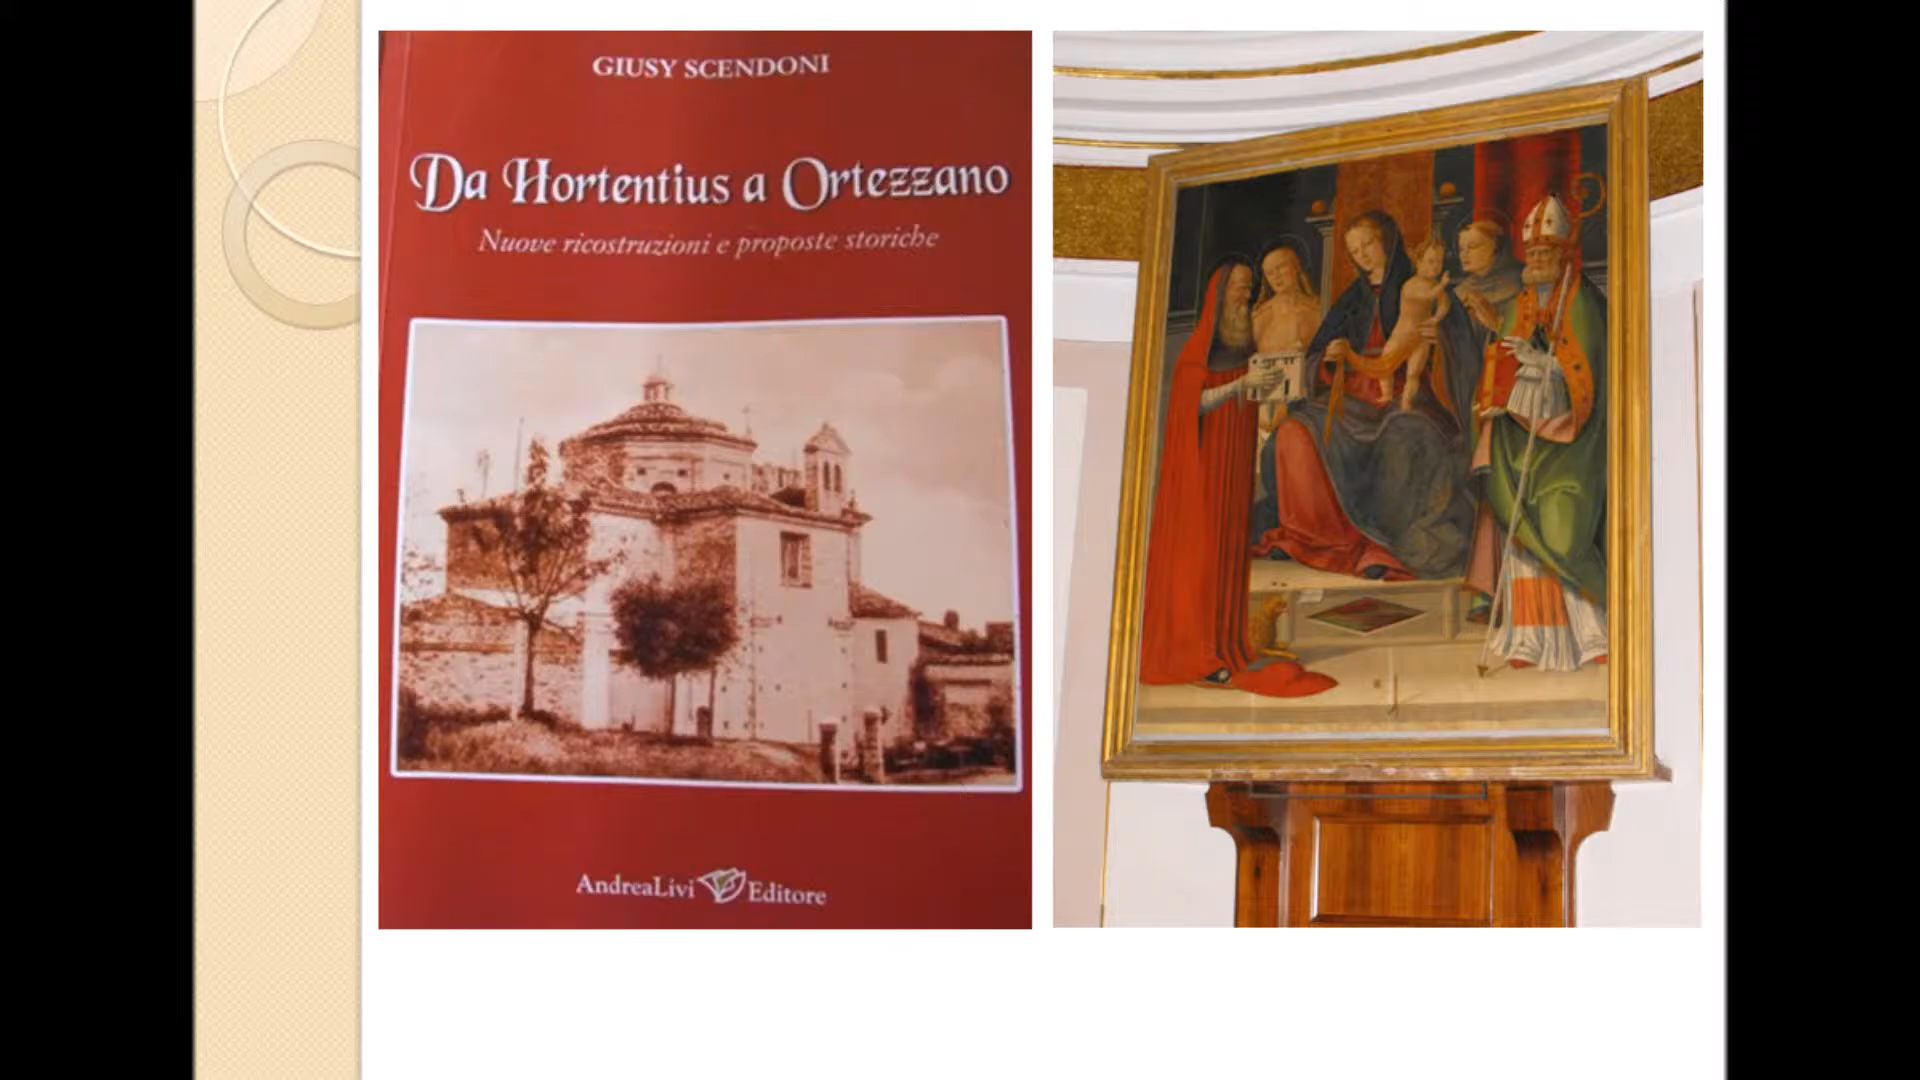 GIUSY SCENDONI
Da Hortentius a Ortezzano
Nuove ricostruzioni e proposte storiche
AndreaLivi Editore